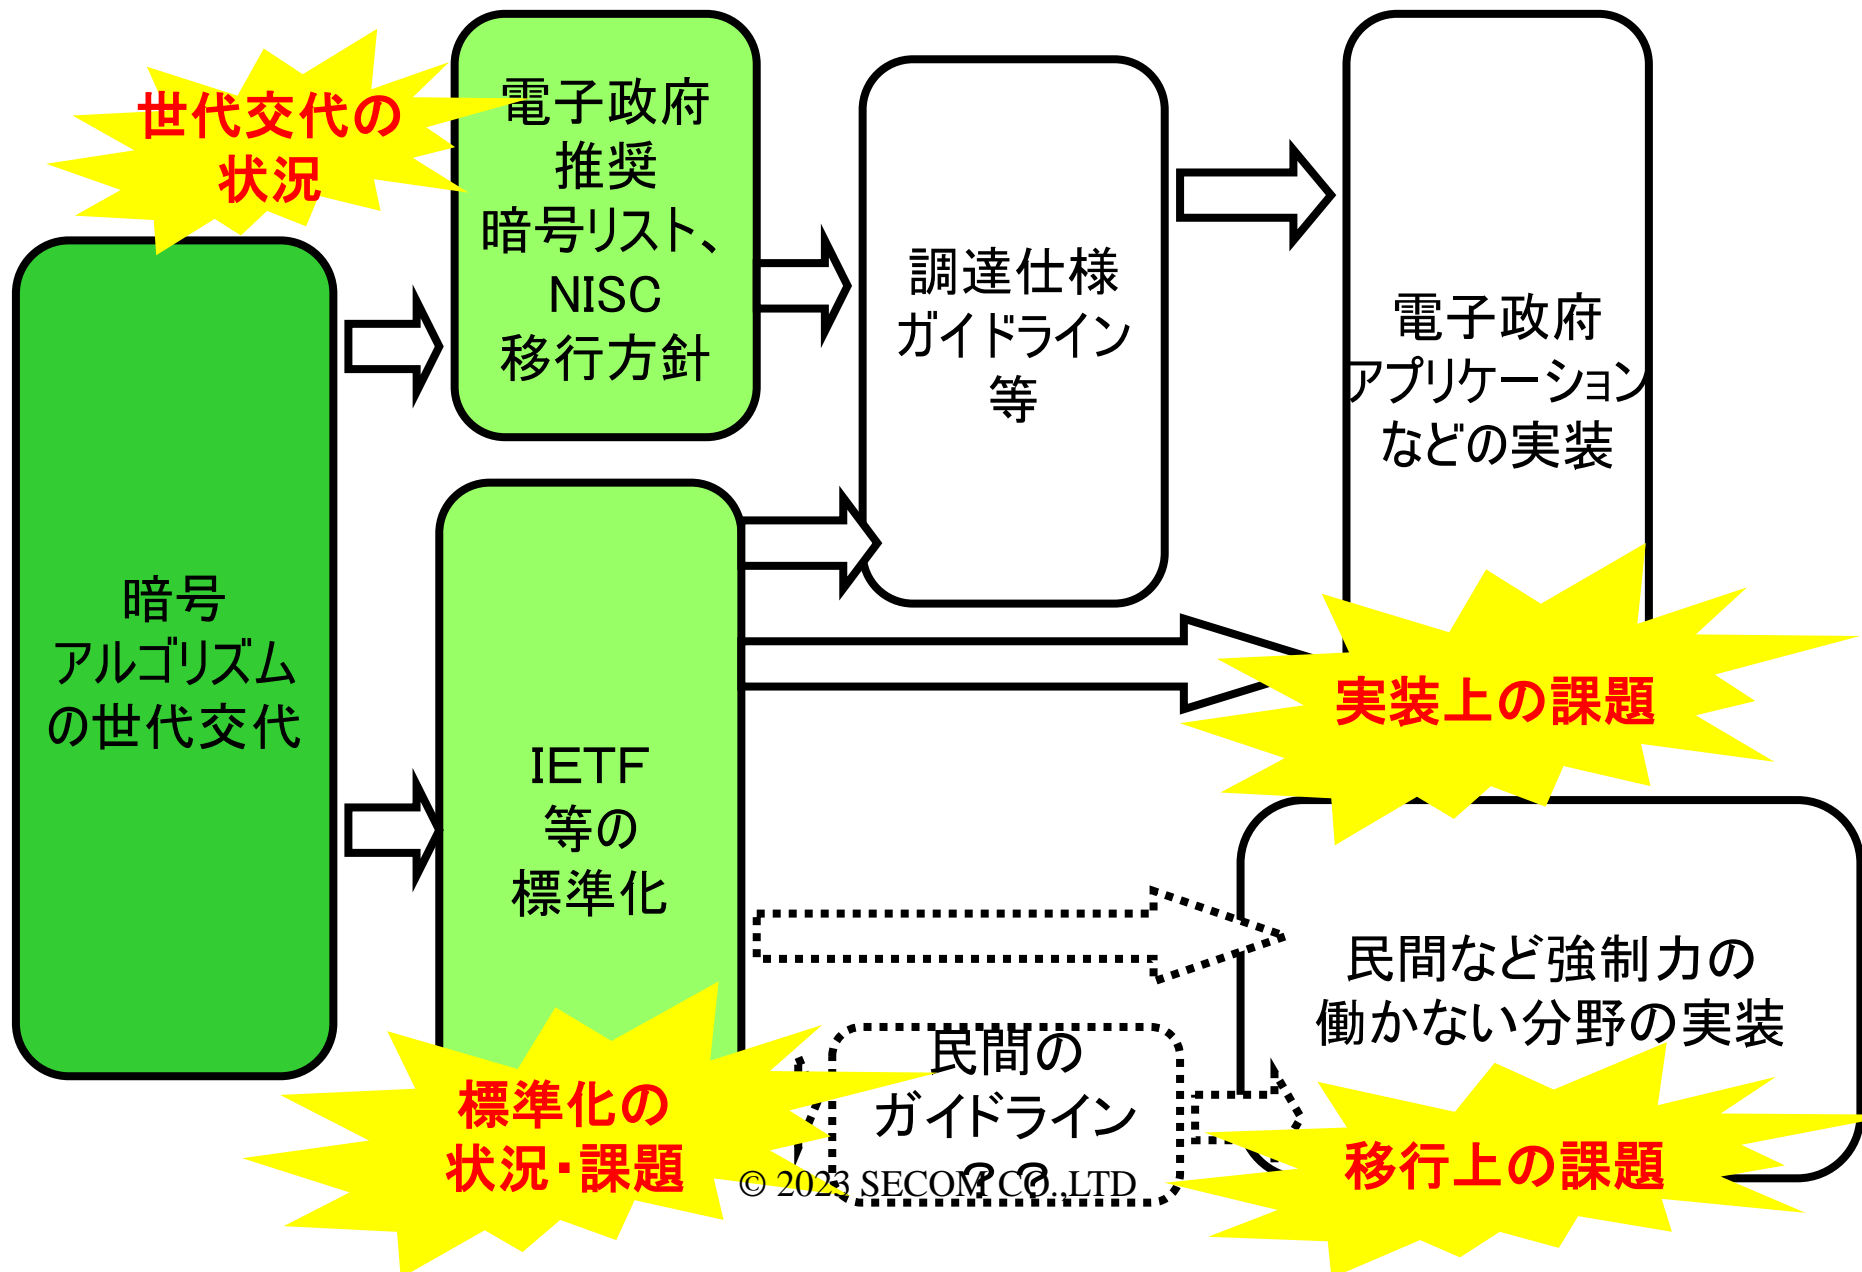 世代交代の
状況
電子政府
推奨
暗号リスト、
NISC
移行方針
調達仕様
ガイドライン
等
電子政府
アプリケーション
などの実装
暗号
アルゴリズム
の世代交代
IETF
等の
標準化
実装上の課題
民間など強制力の
働かない分野の実装
標準化の
状況・課題
民間の
ガイドライン
??
移行上の課題
© 2023 SECOM CO.,LTD